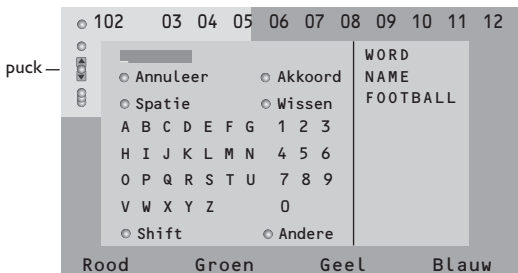 102 03 04 05 06 07 08 09 10 11 12
puck
Annuleer Akkoord
Spatie Wissen
A B C D E F G 1 2 3
H I J K L M N 4 5 6
O P Q R S T U 7 8 9
V W X Y Z 0
Shift Andere
WORD
NAME
FOOTBALL
Rood Groen Geel Blauw